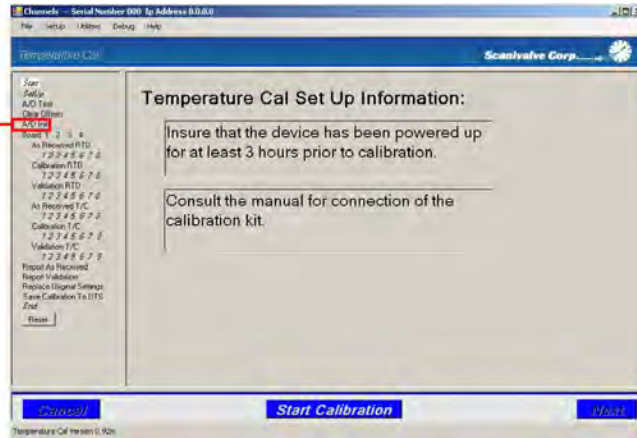 Channels - Serial Number 000 Ip Address 0.0.0.0
File Setup Utilities Debug Help
Temperature Cal
Scanivalve Corp.
Start
Set Up
A/D Test
Clear Offsets
A/D Init
Board 1 2 3 4
As Received RTD
1 2 3 4 5 6 7 8
Calibration RTD
1 2 3 4 5 6 7 8
Validation RTD
1 2 3 4 5 6 7 8
As Received T/C
1 2 3 4 5 6 7 8
Calibration T/C
1 2 3 4 5 6 7 8
Validation T/C
1 2 3 4 5 6 7 8
Report As Received
Report Validation
Replace Original Settings
Save Calibration To DTS
End
Reset
Temperature Cal Set Up Information:
Insure that the device has been powered up
for at least 3 hours prior to calibration.
Consult the manual for connection of the
calibration kit.
Cancel
Start Calibration
Next
Temperature Cal Version